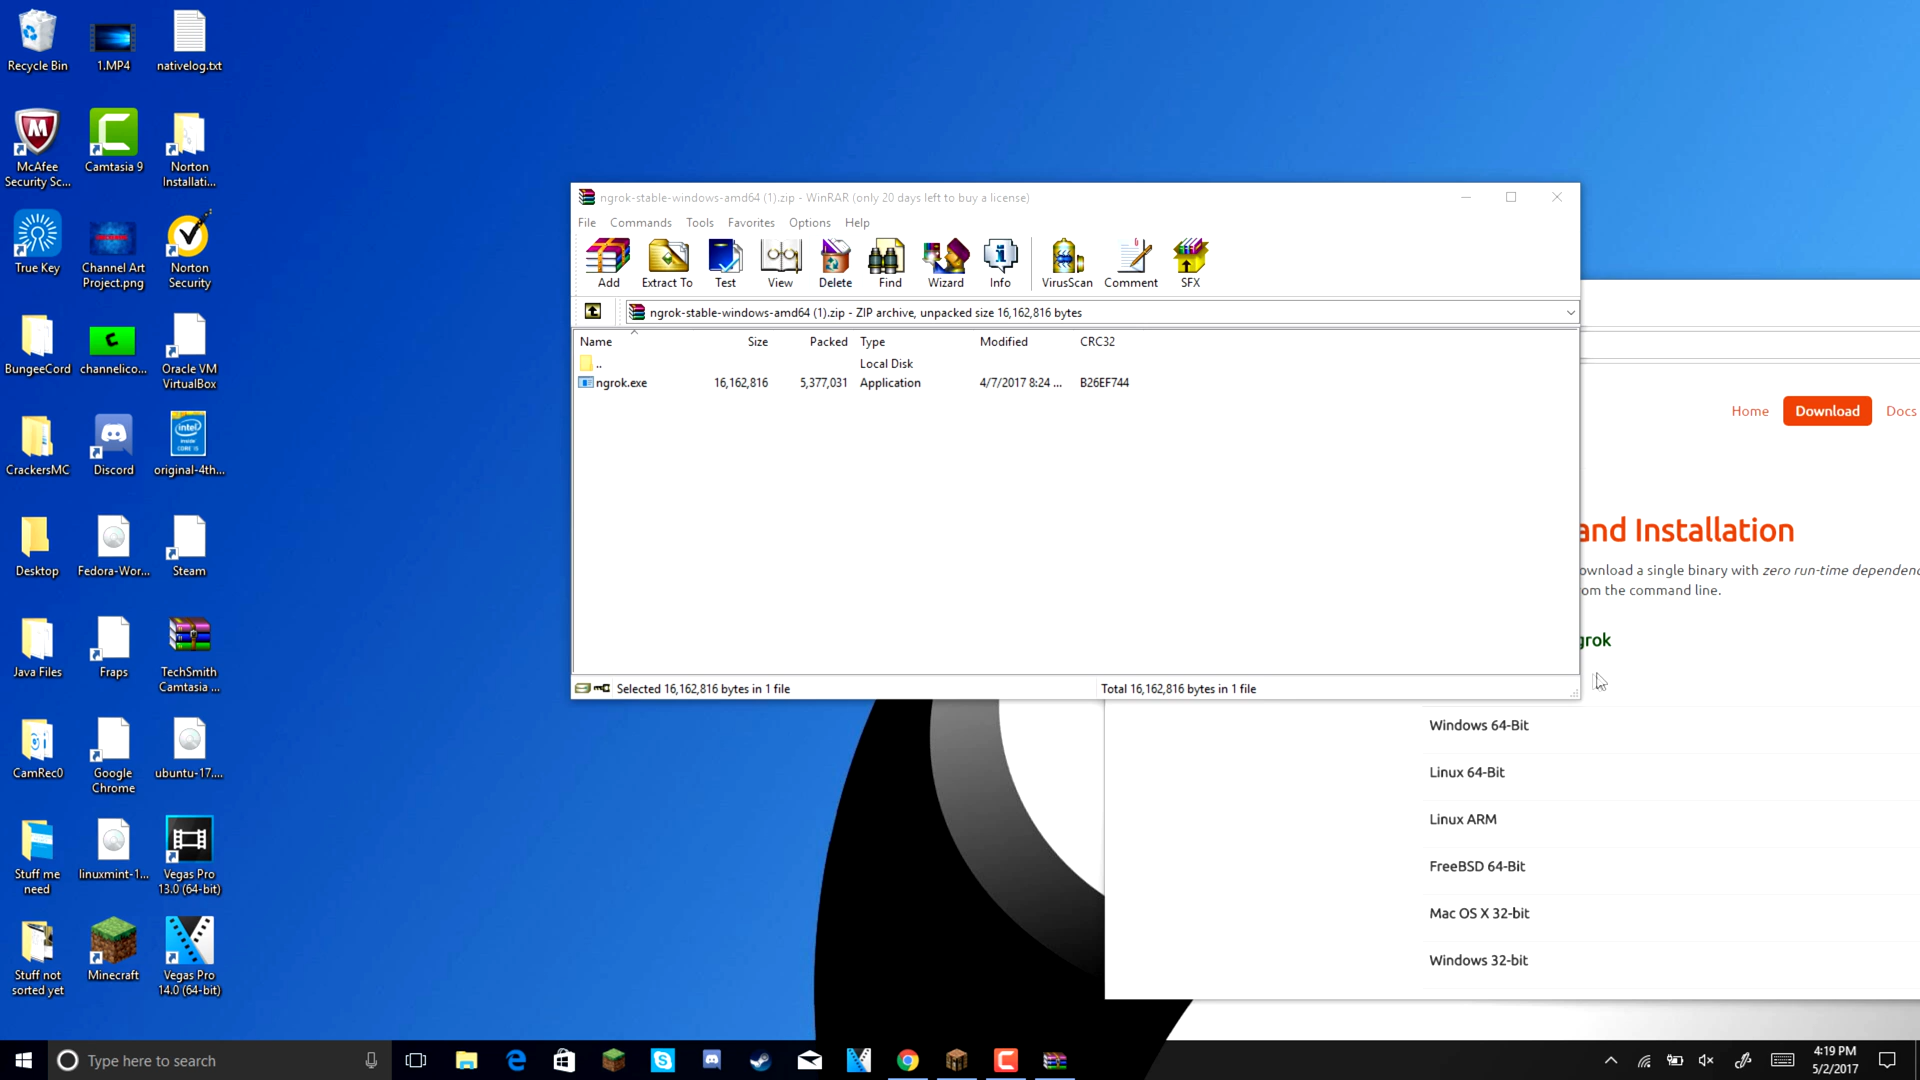 Recycle Bin
1.MP4
nativelog.txt
McAfee
Security Sc...
Camtasia 9
Norton
Installati...
True Key
Channel Art
Project.png
Norton
Security
BungeeCord
channelico...
Oracle VM
VirtualBox
CrackersMC
Discord
intel
inside
CORE i5
original-4th...
Desktop
Fedora-Wor...
Steam
Java Files
Fraps
TechSmith
Camtasia ...
CamRec0
Google
Chrome
ubuntu-17....
Stuff me
need
linuxmint-1...
Vegas Pro
13.0 (64-bit)
Stuff not
sorted yet
Minecraft
Vegas Pro
14.0 (64-bit)
ngrok-stable-windows-amd64 (1).zip - WinRAR (only 20 days left to buy a license)
File Commands Tools Favorites Options Help
Add Extract To Test View Delete Find Wizard Info VirusScan Comment SFX
ngrok-stable-windows-amd64 (1).zip - ZIP archive, unpacked size 16,162,816 bytes
Name Size Packed Type Modified CRC32
.. Local Disk
ngrok.exe 16,162,816 5,377,031 Application 4/7/2017 8:24 ... B26EF744
Selected 16,162,816 bytes in 1 file
Total 16,162,816 bytes in 1 file
Home Download Docs
and Installation
ownload a single binary with zero run-time dependenc
om the command line.
grok
Windows 64-Bit
Linux 64-Bit
Linux ARM
FreeBSD 64-Bit
Mac OS X 32-bit
Windows 32-bit
Type here to search
4:19 PM
5/2/2017